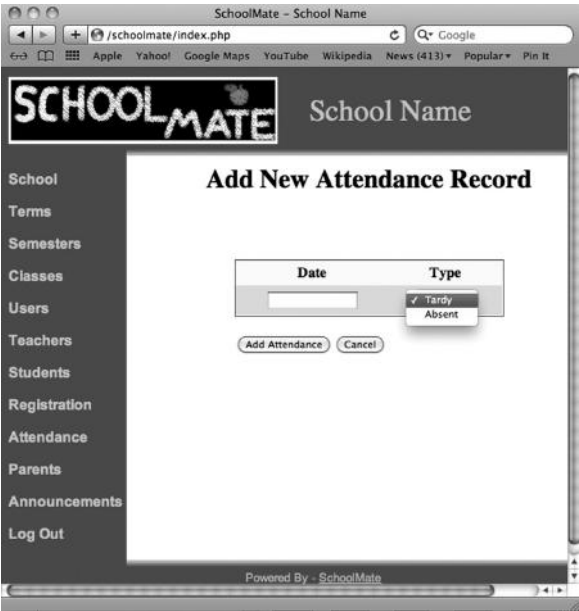 SchoolMate – School Name
/schoolmate/index.php
Google
Apple Yahoo! Google Maps YouTube Wikipedia News (413) Popular Pin It
SCHOOLMATE
School Name
Add New Attendance Record
School
Terms
Semesters
Classes
Users
Teachers
Students
Registration
Attendance
Parents
Announcements
Log Out
Date Type
✓ Tardy
Absent
Add Attendance Cancel
Powered By - SchoolMate